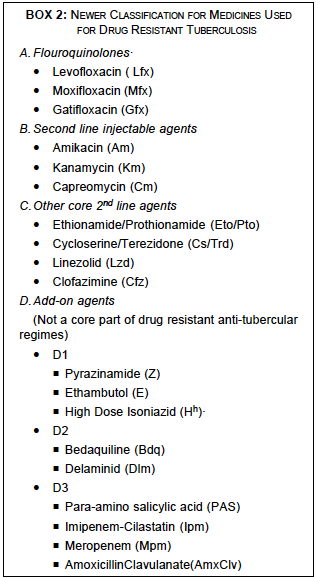 BOX 2: NEWER CLASSIFICATION FOR MEDICINES USED
FOR DRUG RESISTANT TUBERCULOSIS
A. Flouroquinolones·
• Levofloxacin ( Lfx)
• Moxifloxacin (Mfx)
• Gatifloxacin (Gfx)
B. Second line injectable agents
• Amikacin (Am)
• Kanamycin (Km)
• Capreomycin (Cm)
C. Other core 2nd line agents
• Ethionamide/Prothionamide (Eto/Pto)
• Cycloserine/Terezidone (Cs/Trd)
• Linezolid (Lzd)
• Clofazimine (Cfz)
D. Add-on agents
(Not a core part of drug resistant anti-tubercular
regimes)
• D1
▪ Pyrazinamide (Z)
▪ Ethambutol (E)
▪ High Dose Isoniazid (Hh)·
• D2
▪ Bedaquiline (Bdq)
▪ Delaminid (Dlm)
• D3
▪ Para-amino salicylic acid (PAS)
▪ Imipenem-Cilastatin (Ipm)
▪ Meropenem (Mpm)
▪ AmoxicillinClavulanate(AmxClv)